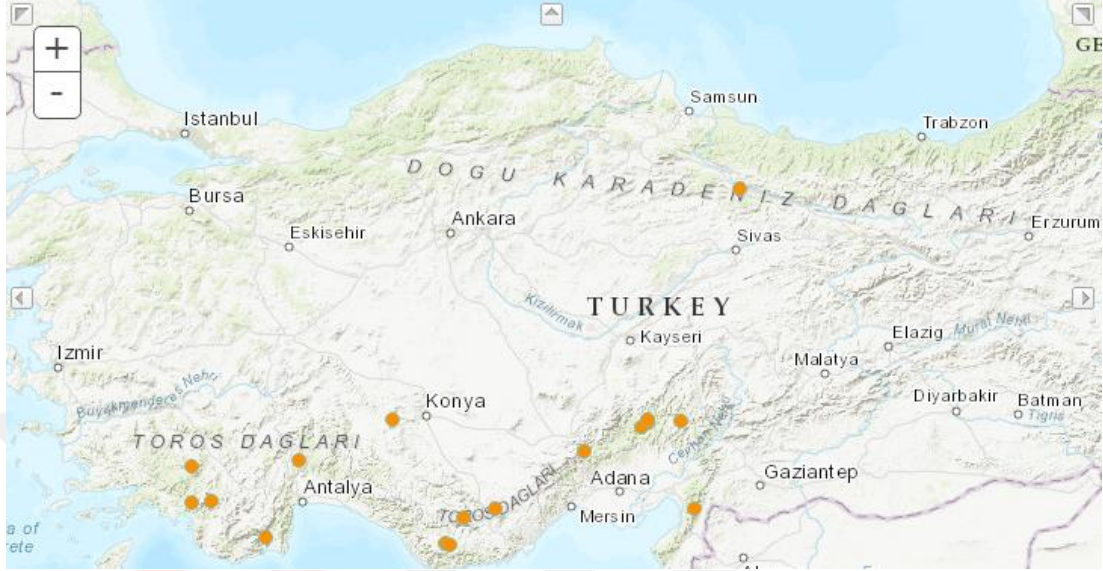 +
-
GE
Samsun
Istanbul
Trabzon
DOGU KARADENIZ DAGLARI
Bursa
Ankara
Erzurum
Eskisehir
Sivas
Kizilirmak
TURKEY
Kayseri
Elazig
Murat Nehri
Izmir
Malatya
Buyukmenderes Nehri
Konya
Diyarbakir
Batman
Tigris
TOROS DAGLARI
Ceyhan Nehri
Gaziantep
Adana
Antalya
TOROS DAGLARI
Mersin
a of
rete